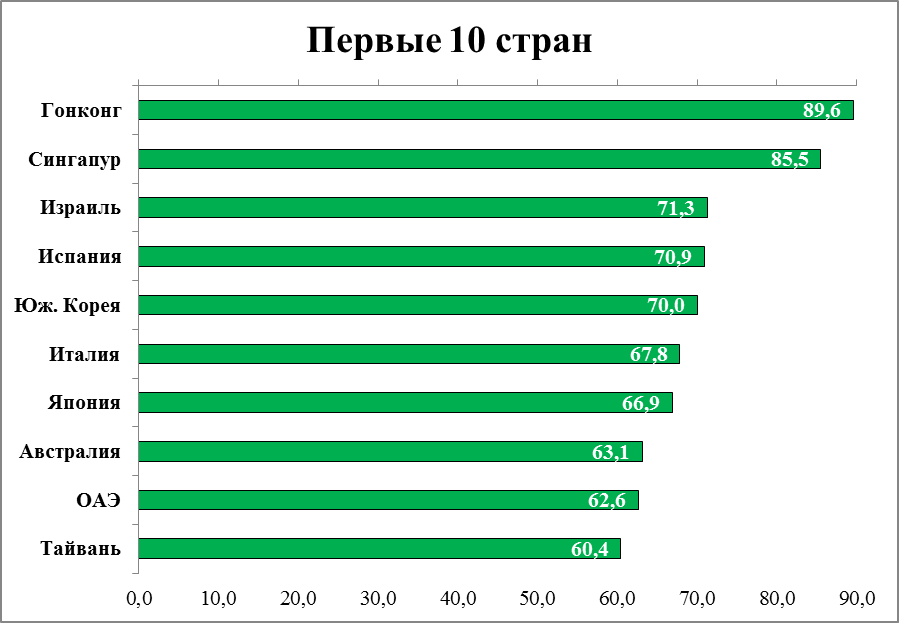 Первые 10 стран
Гонконг 89,6
Сингапур 85,5
Израиль 71,3
Испания 70,9
Юж. Корея 70,0
Италия 67,8
Япония 66,9
Австралия 63,1
ОАЭ 62,6
Тайвань 60,4
0,0 10,0 20,0 30,0 40,0 50,0 60,0 70,0 80,0 90,0